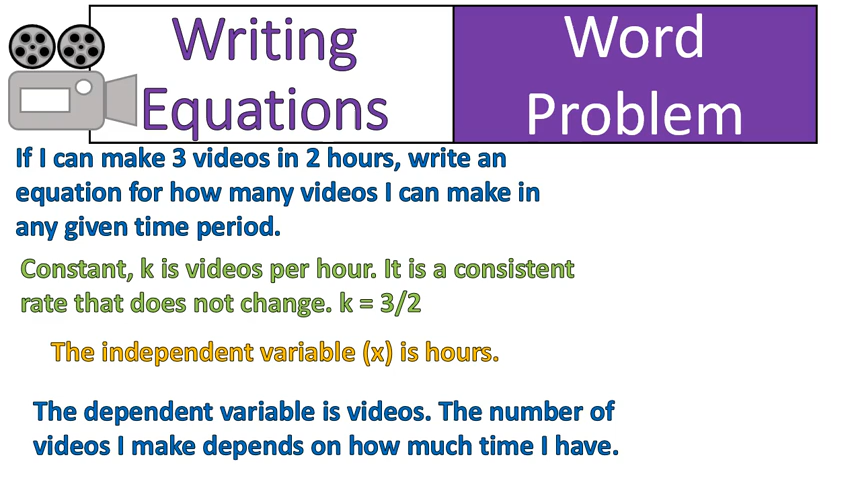 Writing
Equations
Word
Problem
If I can make 3 videos in 2 hours, write an
equation for how many videos I can make in
any given time period.
Constant, k is videos per hour. It is a consistent
rate that does not change. k = 3/2
The independent variable (x) is hours.
The dependent variable is videos. The number of
videos I make depends on how much time I have.